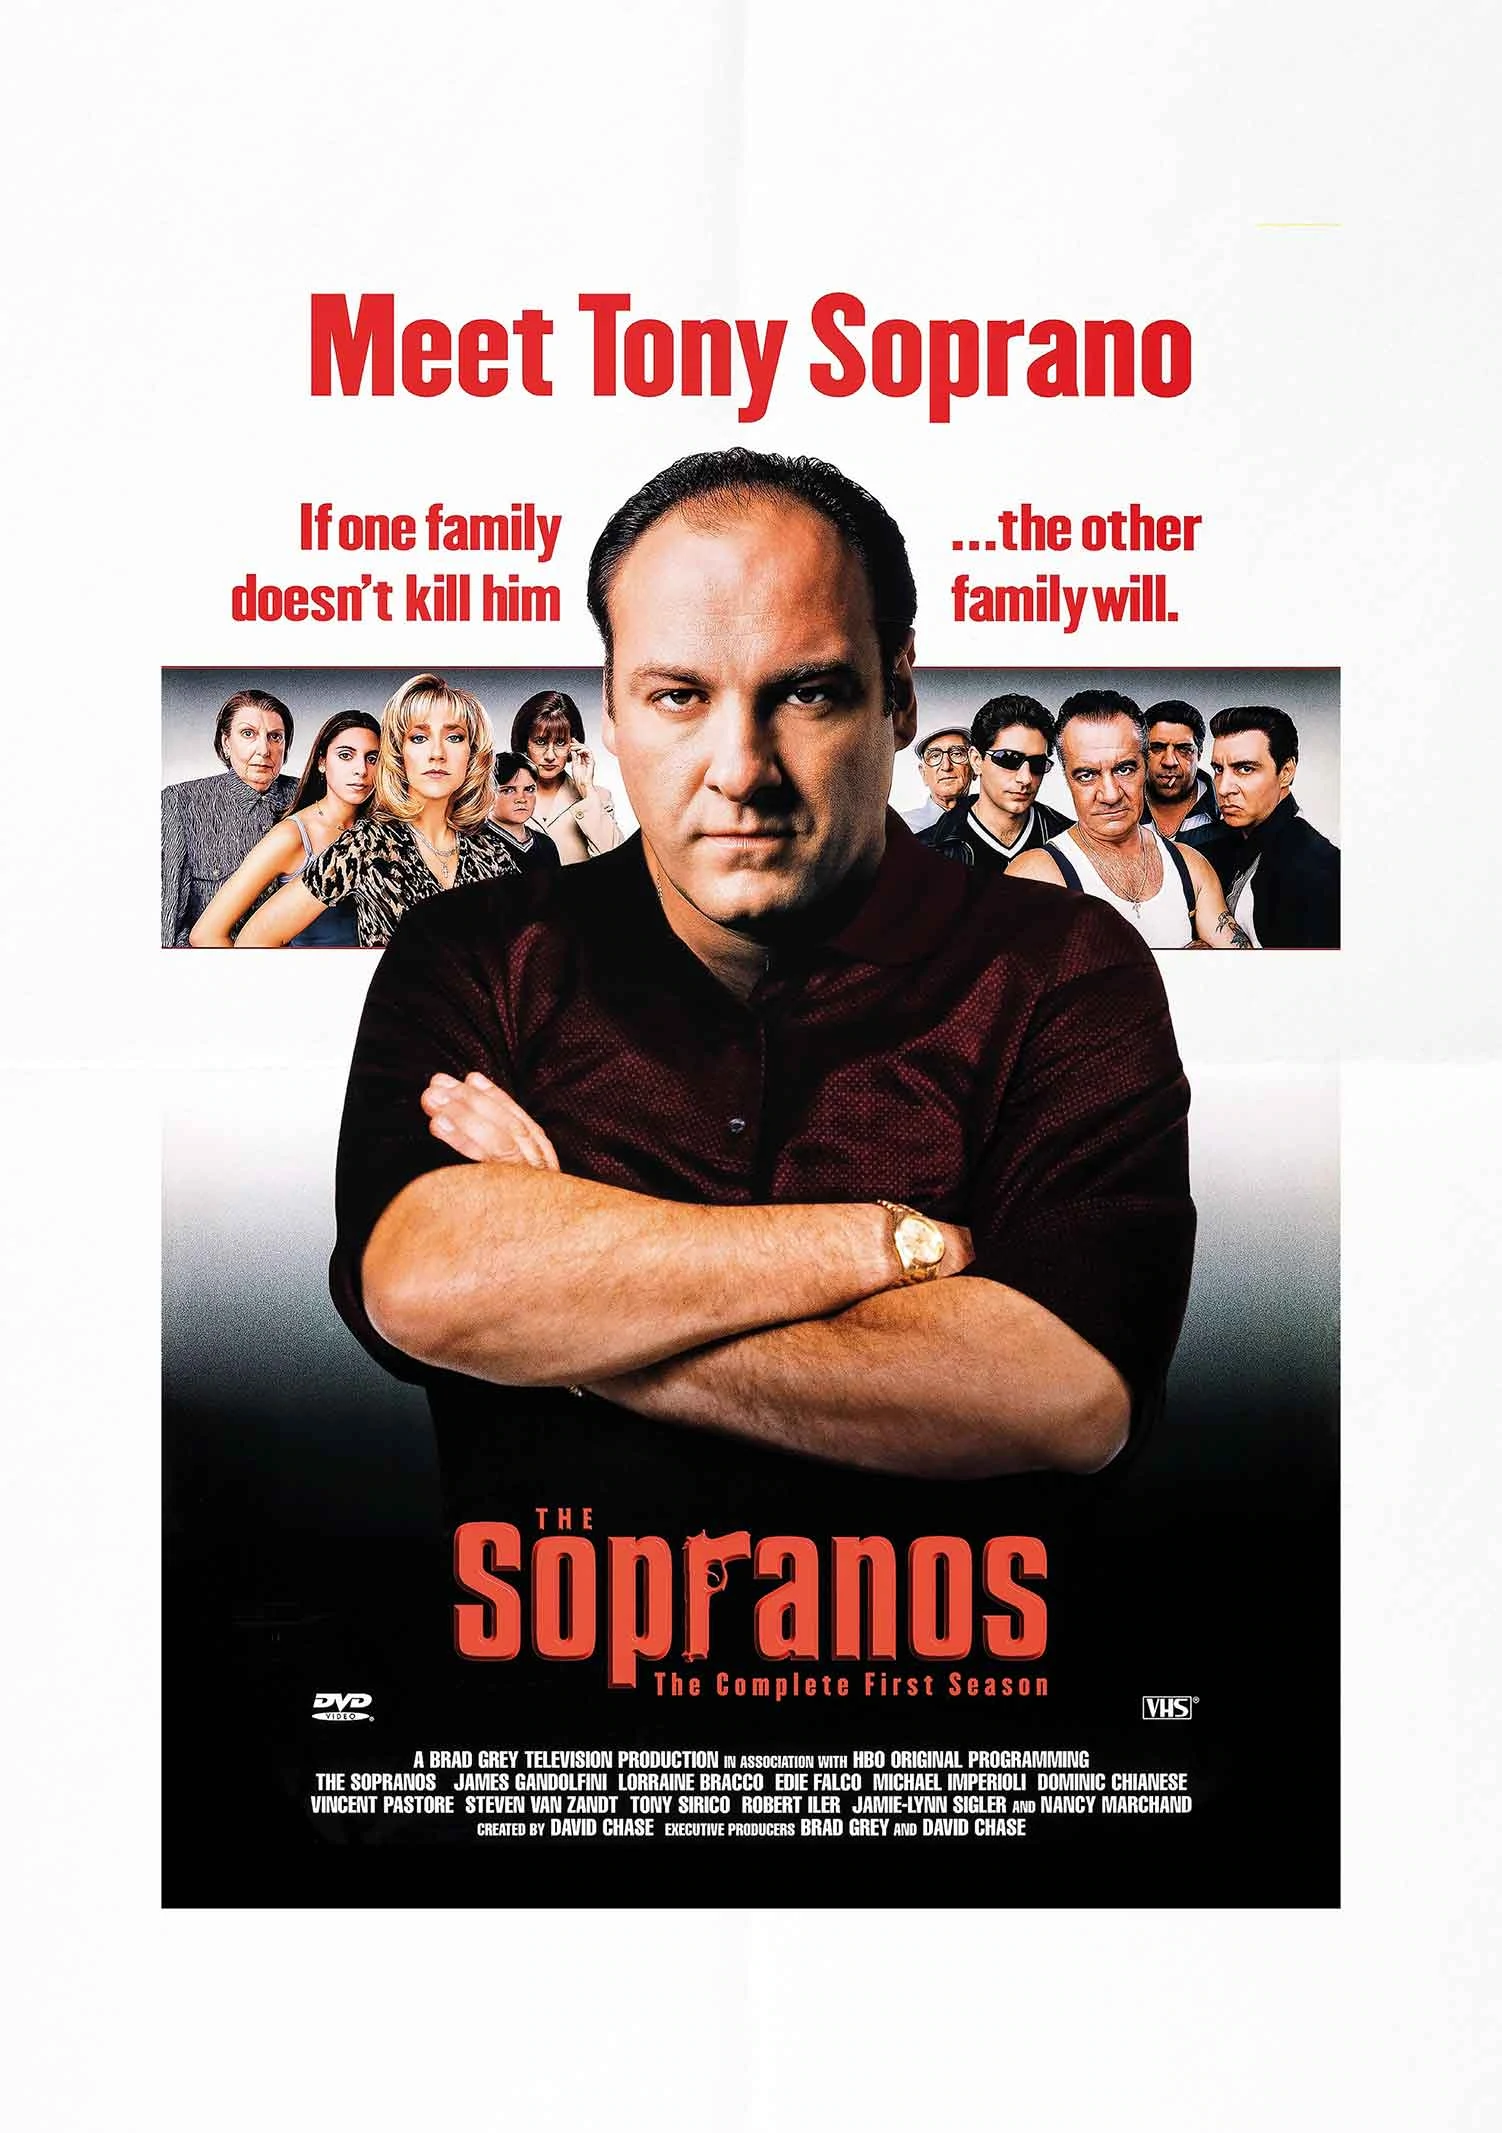 Meet Tony Soprano
If one family
doesn't kill him
...the other
family will.
THE
SOPRANOS
The Complete First Season
DVD
VIDEO
VHS®
A BRAD GREY TELEVISION PRODUCTION IN ASSOCIATION WITH HBO ORIGINAL PROGRAMMING
THE SOPRANOS JAMES GANDOLFINI LORRAINE BRACCO EDIE FALCO MICHAEL IMPERIOLI DOMINIC CHIANESE
VINCENT PASTORE STEVEN VAN ZANDT TONY SIRICO ROBERT ILER JAMIE-LYNN SIGLER AND NANCY MARCHAND
CREATED BY DAVID CHASE EXECUTIVE PRODUCERS BRAD GREY AND DAVID CHASE